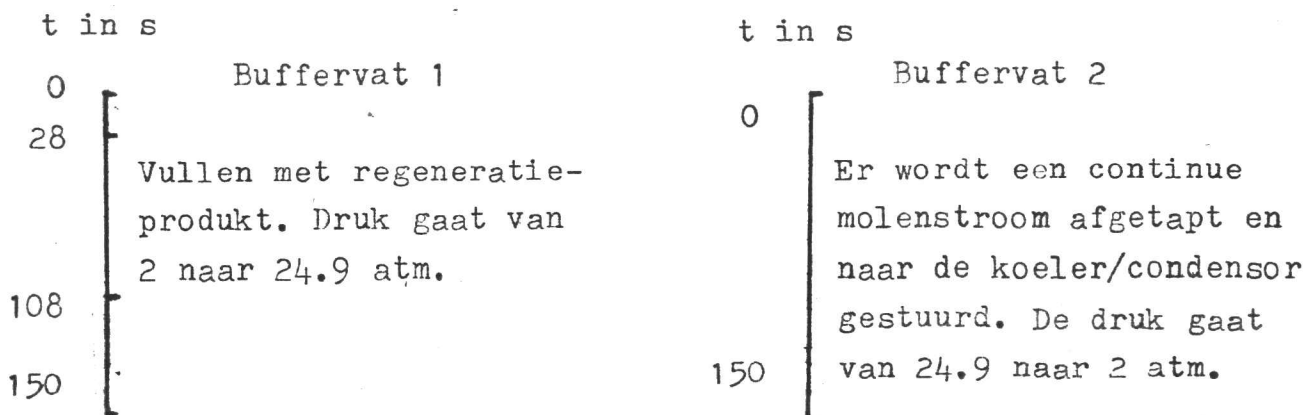 t in s
Buffervat 1
0
28
Vullen met regeneratie-
produkt. Druk gaat van
2 naar 24.9 atm.
108
150
t in s
Buffervat 2
0
Er wordt een continue
molenstroom afgetapt en
naar de koeler/condensor
gestuurd. De druk gaat
150 van 24.9 naar 2 atm.